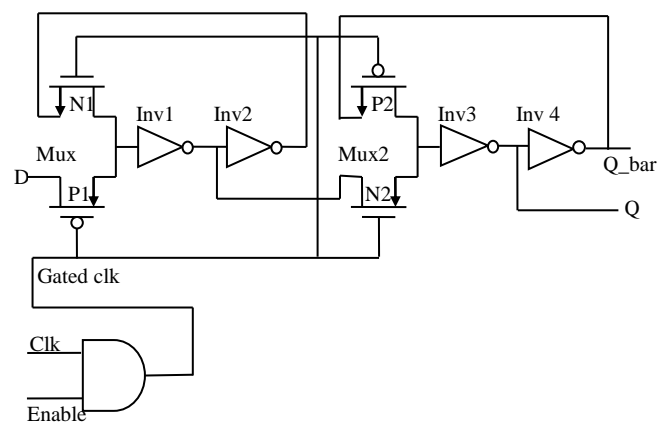 N1
Inv1
Inv2
P2
Inv3
Inv 4
Mux
Mux2
Q_bar
D
P1
N2
Q
Gated clk
Clk
Enable